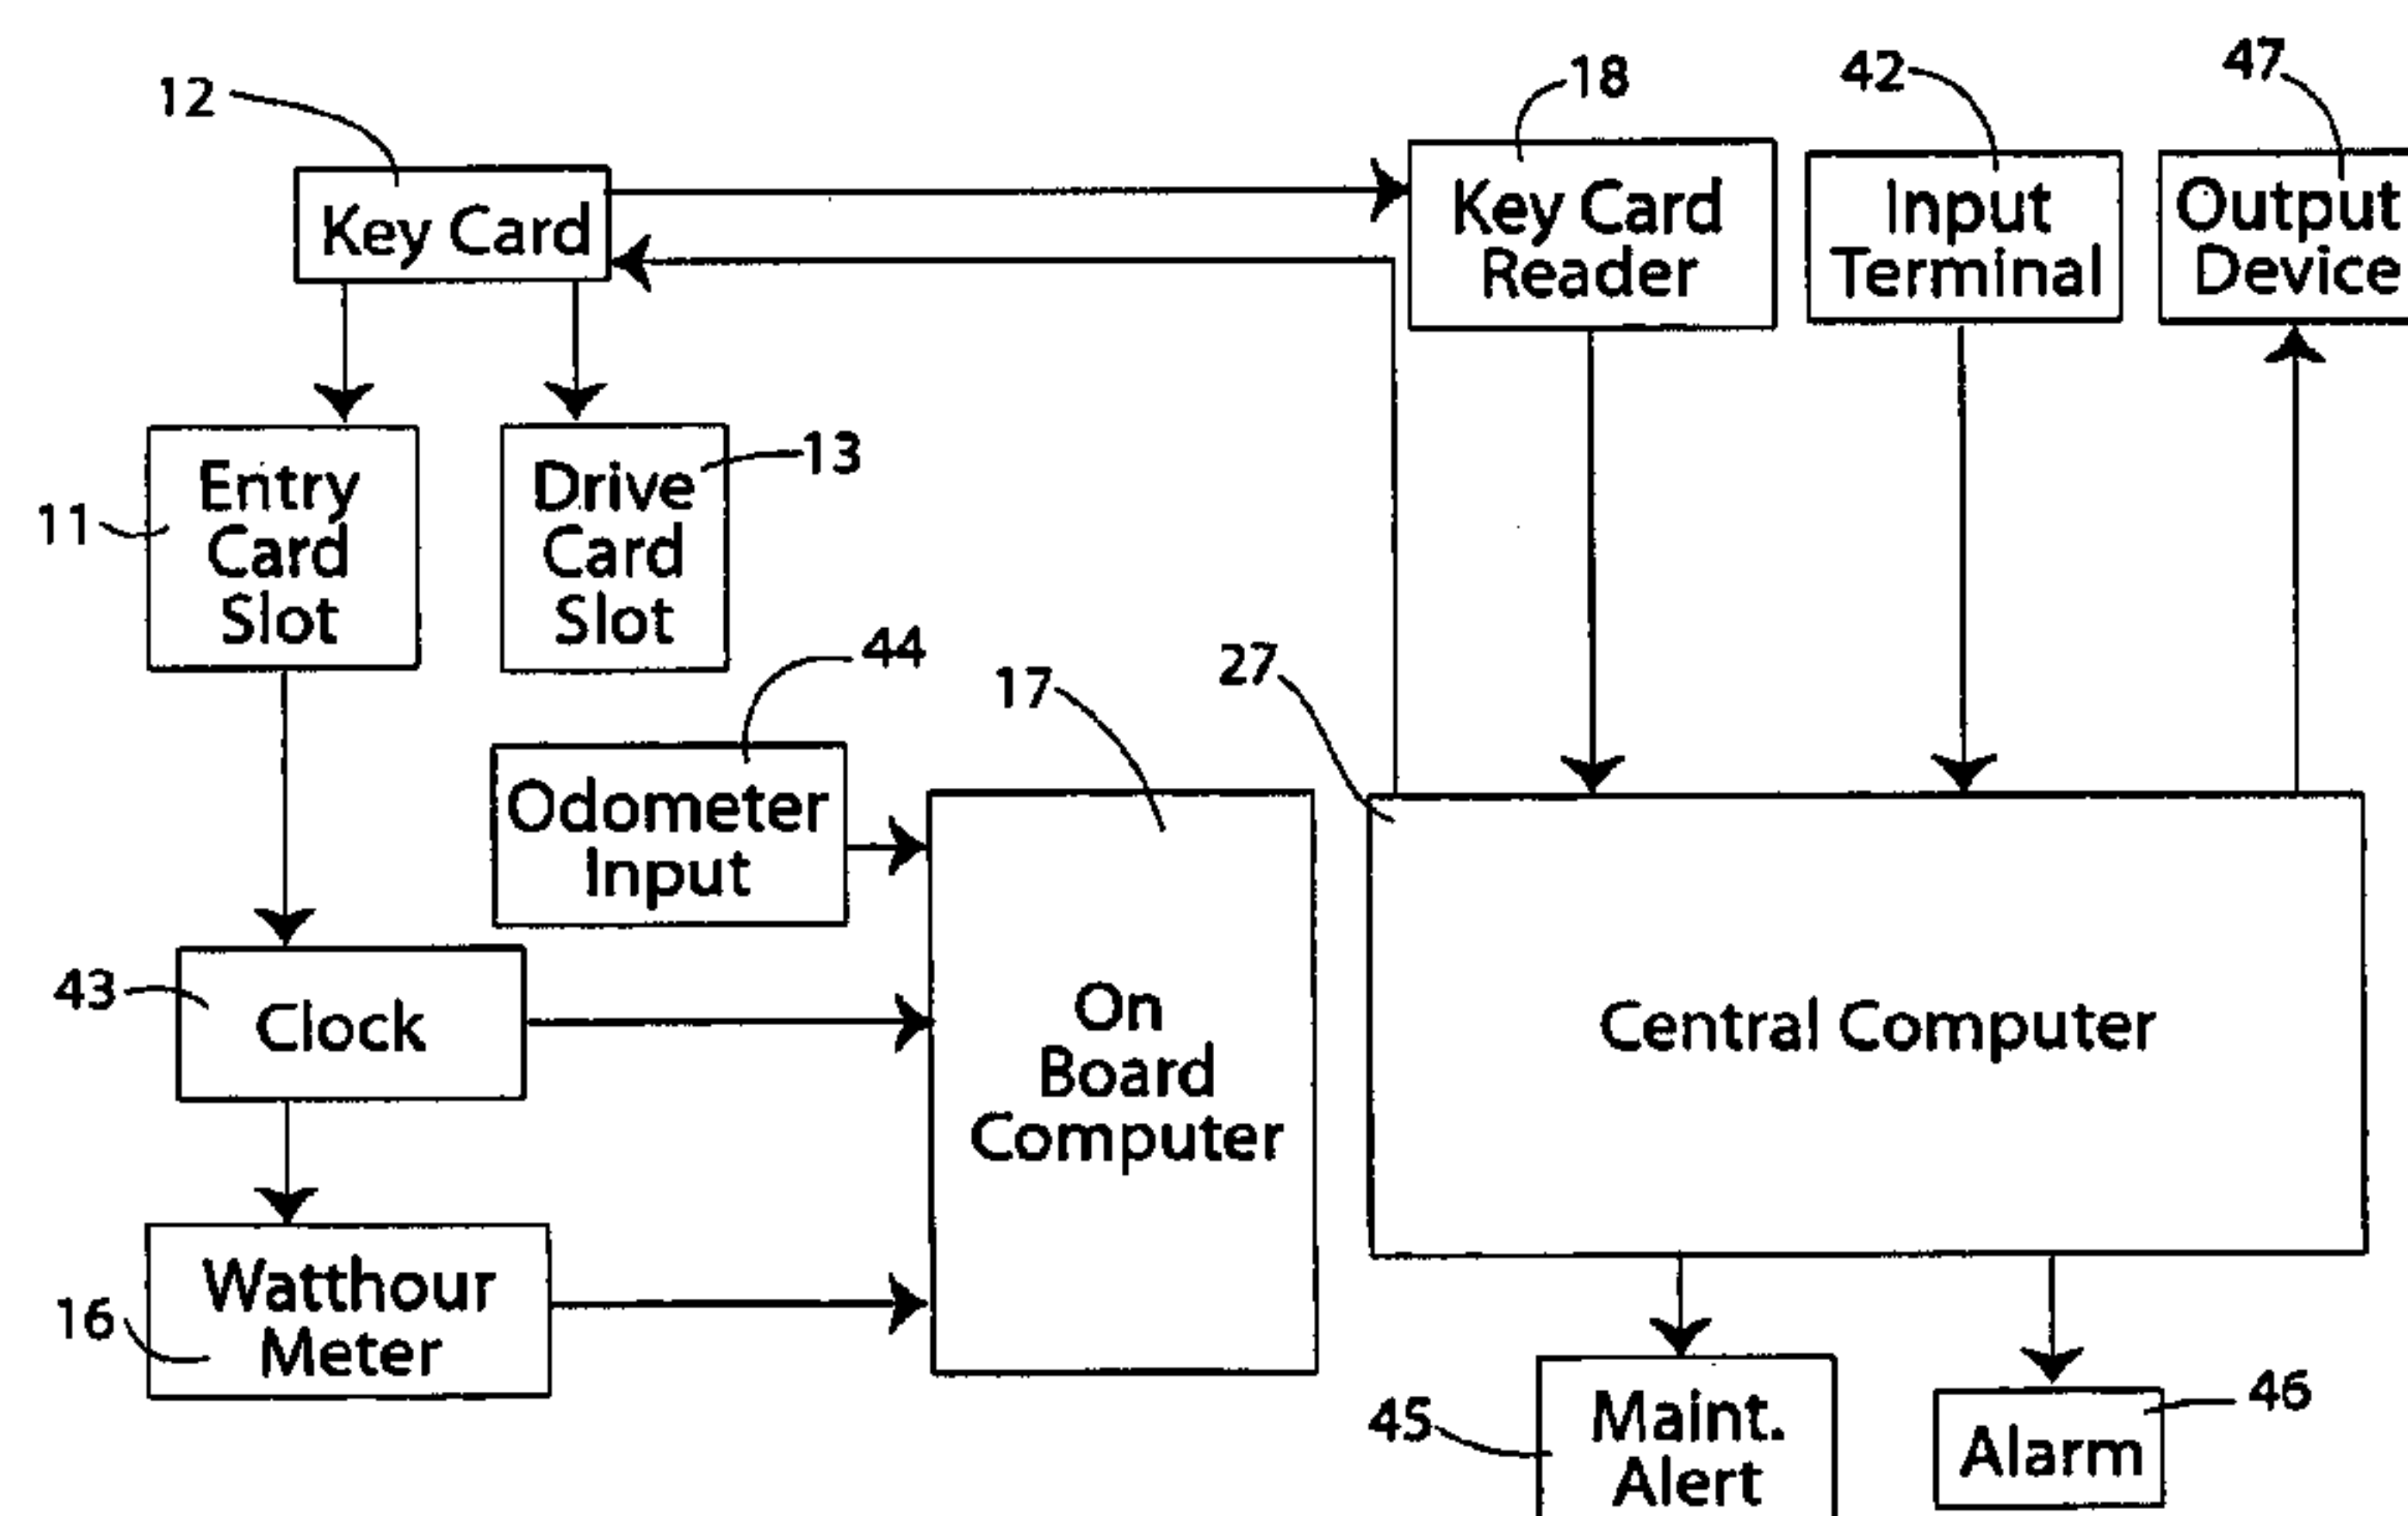 12
18
42
47
Key Card
Key Card
Reader
Input
Terminal
Output
Device
11
Entry
Card
Slot
Drive
Card
Slot
13
44
17
27
Odometer
Input
43
Clock
On
Board
Computer
Central Computer
16
Watthour
Meter
45
Maint.
Alert
Alarm
46